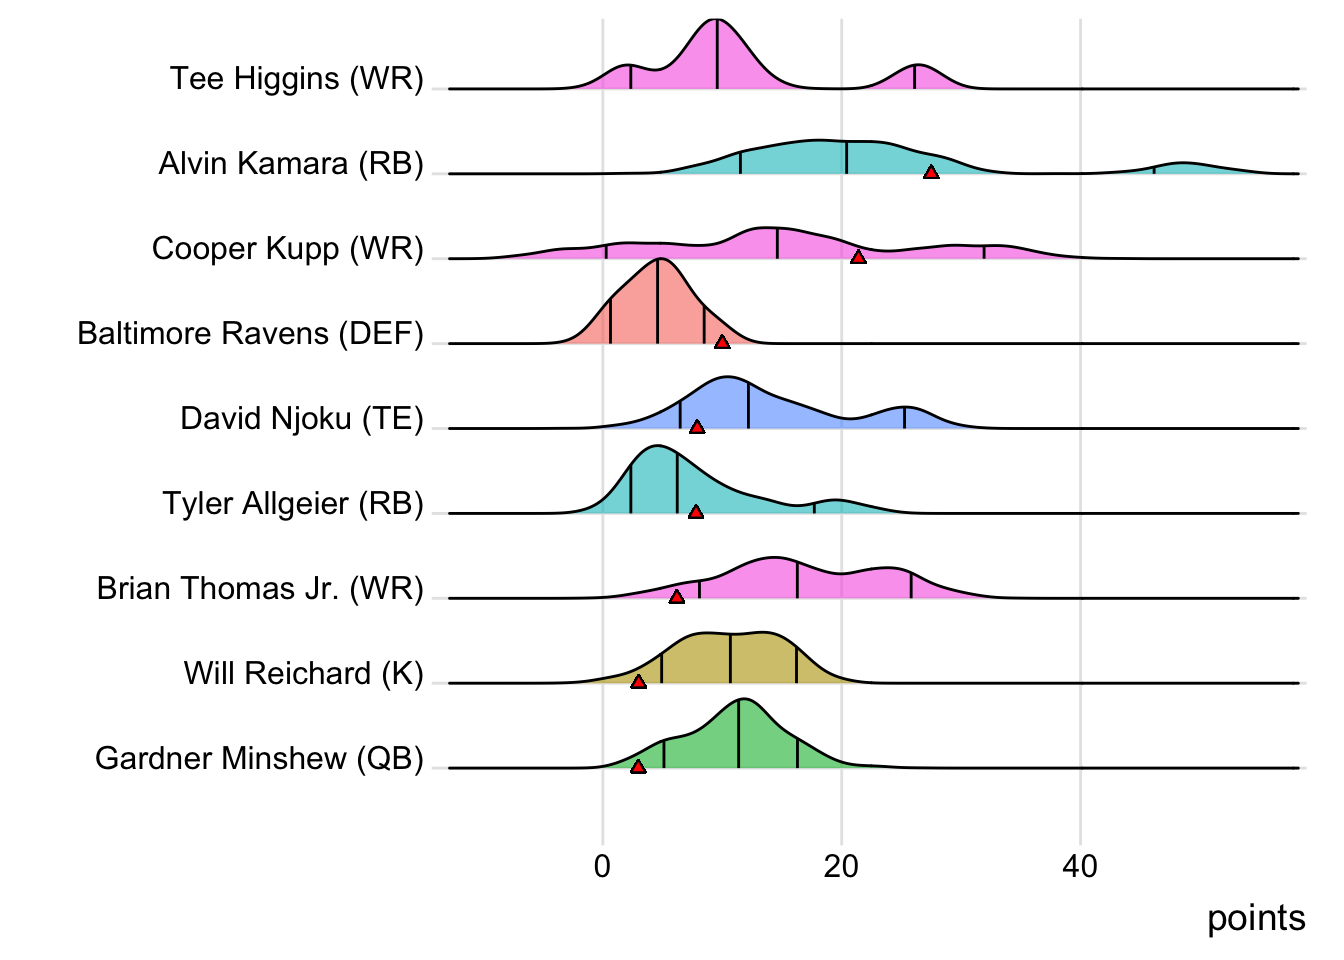 Tee Higgins (WR)
Alvin Kamara (RB)
Cooper Kupp (WR)
Baltimore Ravens (DEF)
David Njoku (TE)
Tyler Allgeier (RB)
Brian Thomas Jr. (WR)
Will Reichard (K)
Gardner Minshew (QB)
0 20 40
points